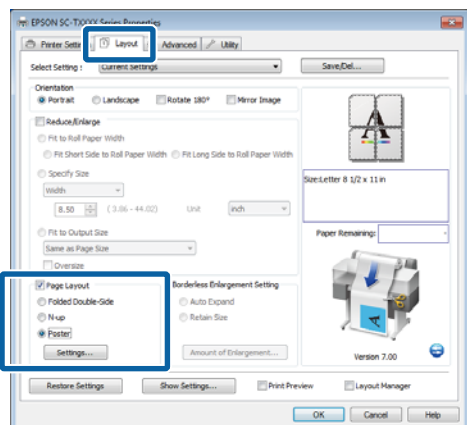 EPSON SC-TXXXX Series Properties
Printer Settings Layout Advanced Utility
Select Setting : Current Settings Save/Del...
Orientation
Portrait Landscape Rotate 180° Mirror Image
Reduce/Enlarge
Fit to Roll Paper Width
Fit Short Side to Roll Paper Width Fit Long Side to Roll Paper Width
Specify Size
Width
8.50 ( 3.06 - 44.02) Unit inch
Size:Letter 8 1/2 x 11 in
Paper Remaining:
Fit to Output Size
Same as Page Size
Oversize
Page Layout Borderless Enlargement Setting
Folded Double-Side Auto Expand
N-up Retain Size
Poster
Settings... Amount of Enlargement... Version 7.00
Restore Settings Show Settings... Print Preview Layout Manager
OK Cancel Help